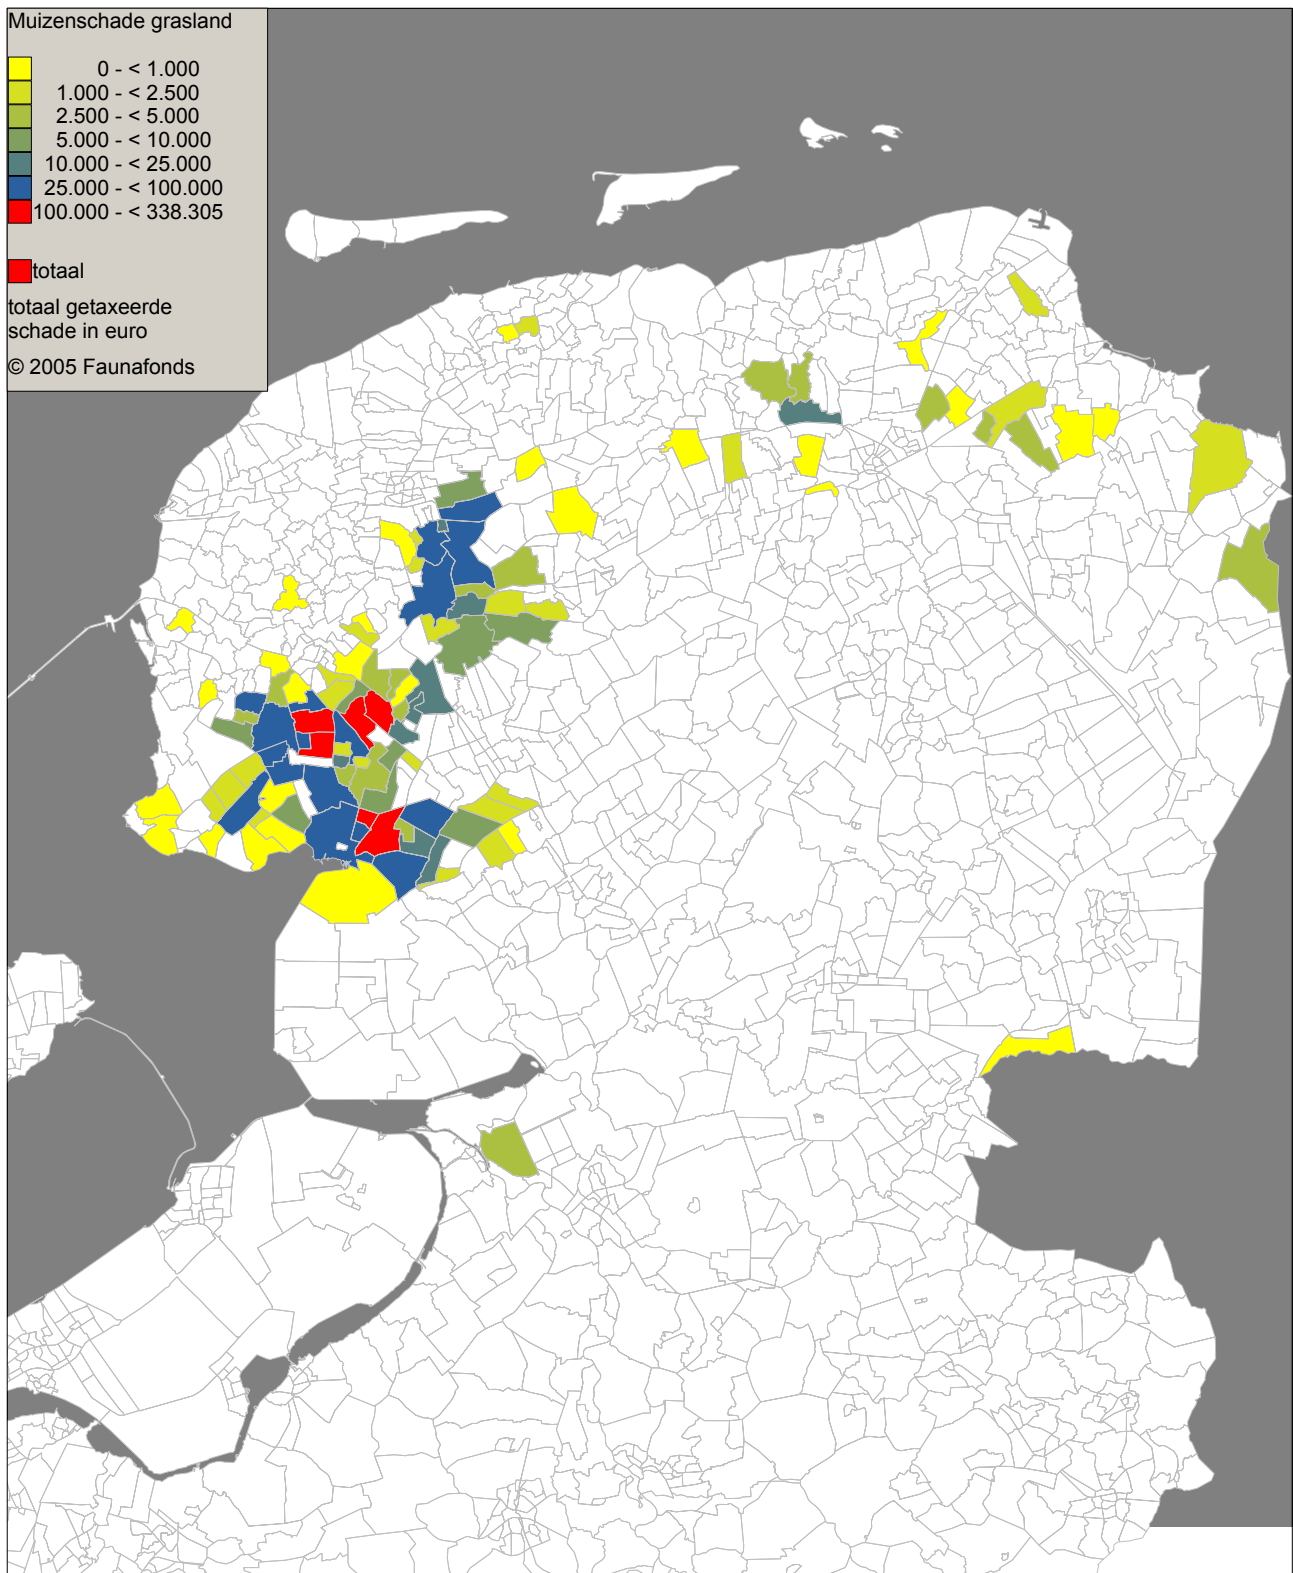 Muizenschade grasland
0 - < 1.000
1.000 - < 2.500
2.500 - < 5.000
5.000 - < 10.000
10.000 - < 25.000
25.000 - < 100.000
100.000 - < 338.305
totaal
totaal getaxeerde
schade in euro
© 2005 Faunafonds